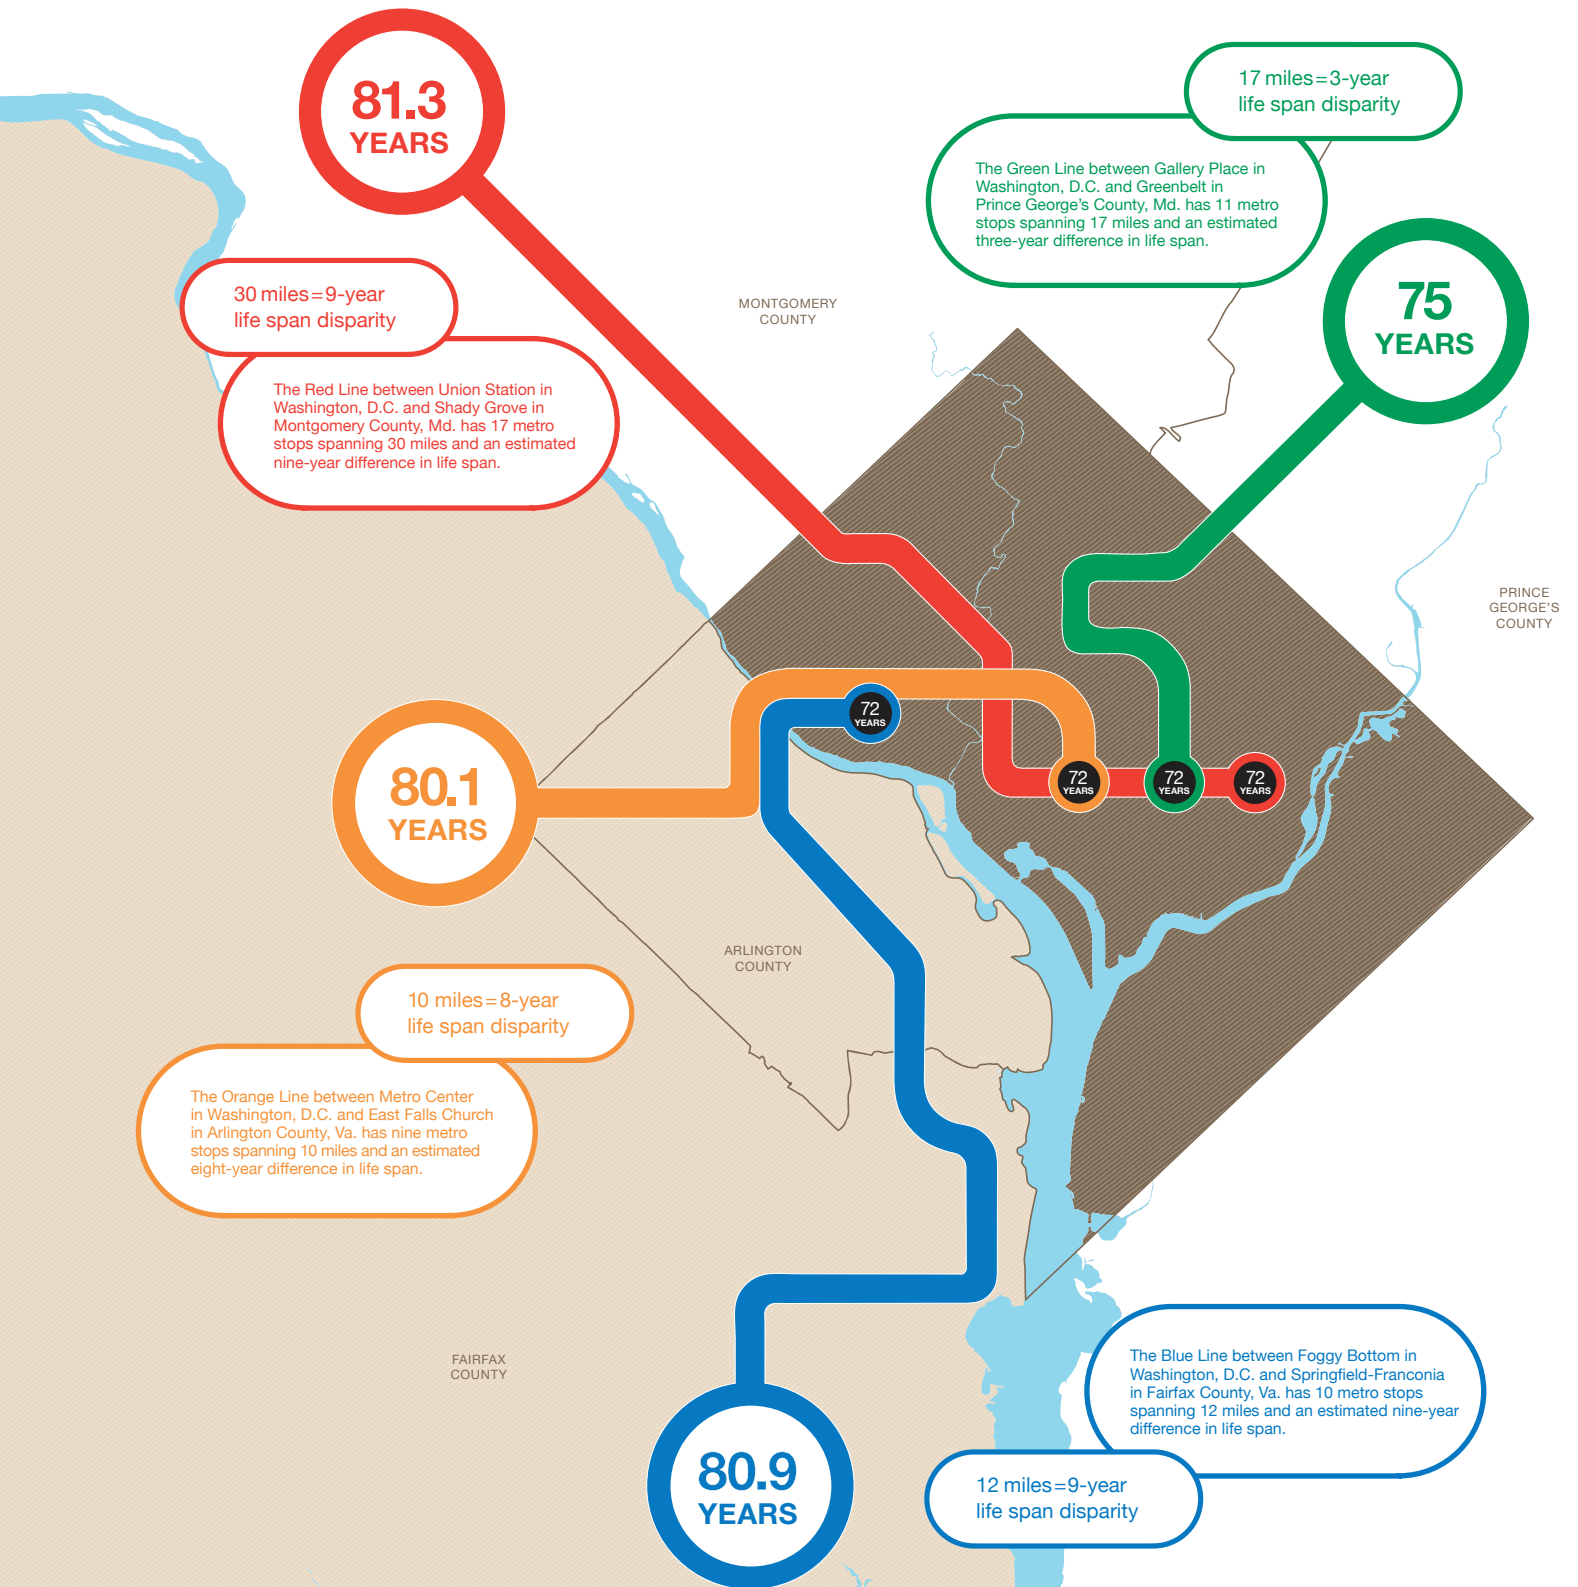 81.3
YEARS
17 miles=3-year
life span disparity
The Green Line between Gallery Place in
Washington, D.C. and Greenbelt in
Prince George's County, Md. has 11 metro
stops spanning 17 miles and an estimated
three-year difference in life span.
75
YEARS
30 miles=9-year
life span disparity
The Red Line between Union Station in
Washington, D.C. and Shady Grove in
Montgomery County, Md. has 17 metro
stops spanning 30 miles and an estimated
nine-year difference in life span.
MONTGOMERY
COUNTY
PRINCE
GEORGE'S
COUNTY
72
YEARS
72
YEARS
72
YEARS
72
YEARS
80.1
YEARS
ARLINGTON
COUNTY
10 miles=8-year
life span disparity
The Orange Line between Metro Center
in Washington, D.C. and East Falls Church
in Arlington County, Va. has nine metro
stops spanning 10 miles and an estimated
eight-year difference in life span.
FAIRFAX
COUNTY
The Blue Line between Foggy Bottom in
Washington, D.C. and Springfield-Franconia
in Fairfax County, Va. has 10 metro stops
spanning 12 miles and an estimated nine-year
difference in life span.
80.9
YEARS
12 miles=9-year
life span disparity